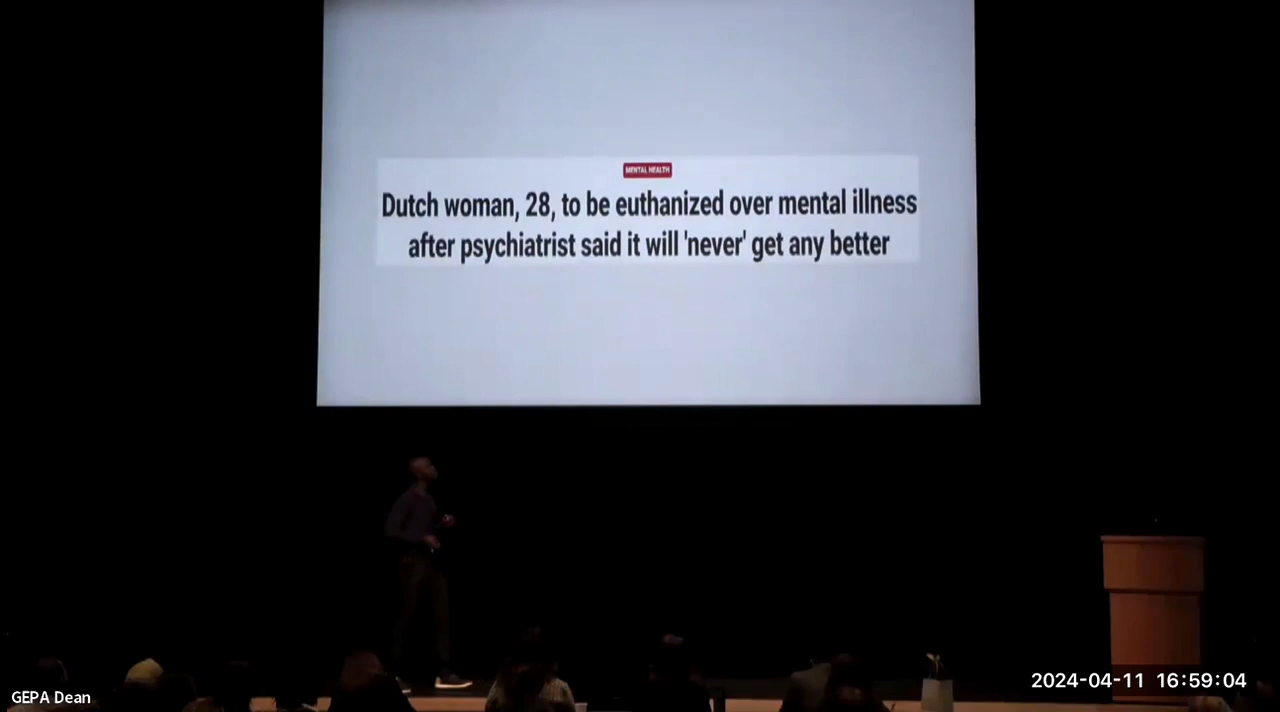 MENTAL HEALTH
Dutch woman, 28, to be euthanized over mental illness
after psychiatrist said it will 'never' get any better
GEPA Dean
2024-04-11 16:59:04